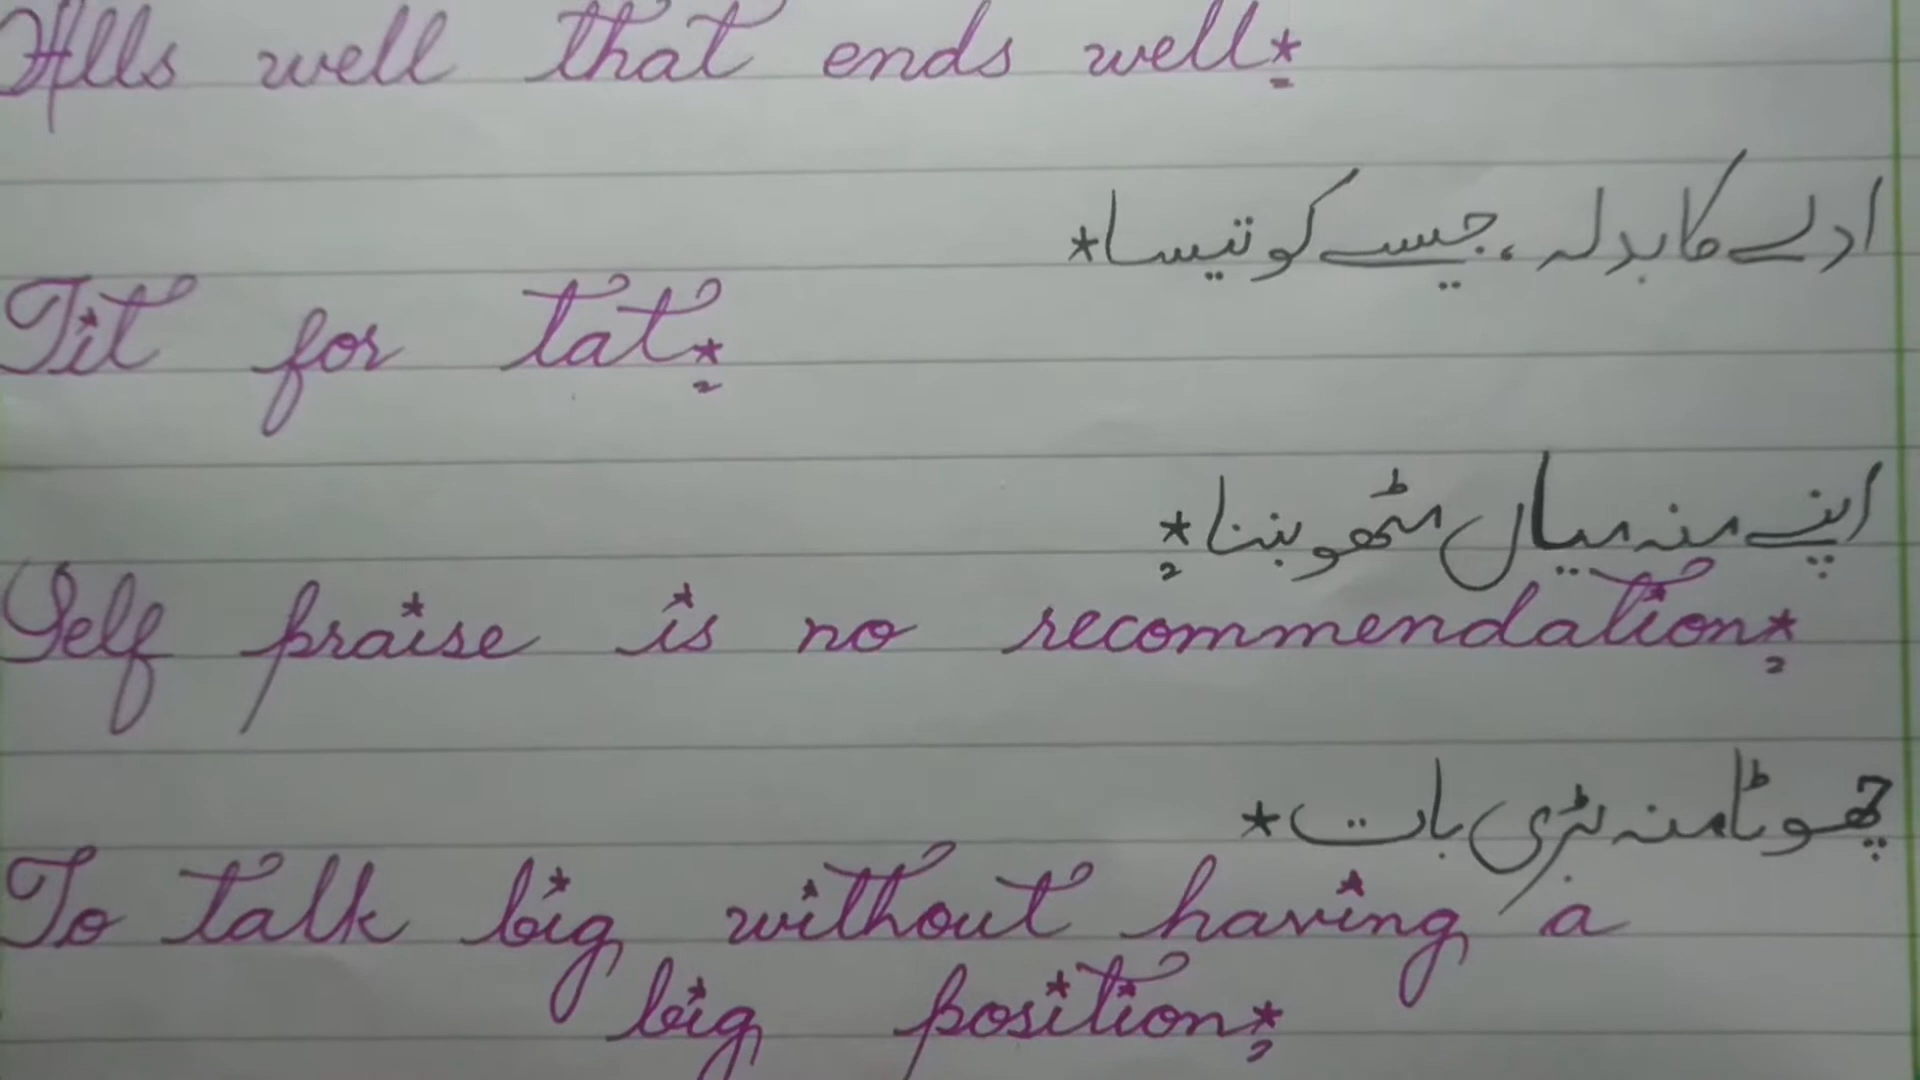 Alls well that ends well*
ادلے کا بدلہ، جیسے کو تیسا*
Tit for tat*
اپنے منہ میاں مٹھو بننا*
Self praise is no recommendation*
چھوٹا منہ بڑی بات*
To talk big without having a
big position*